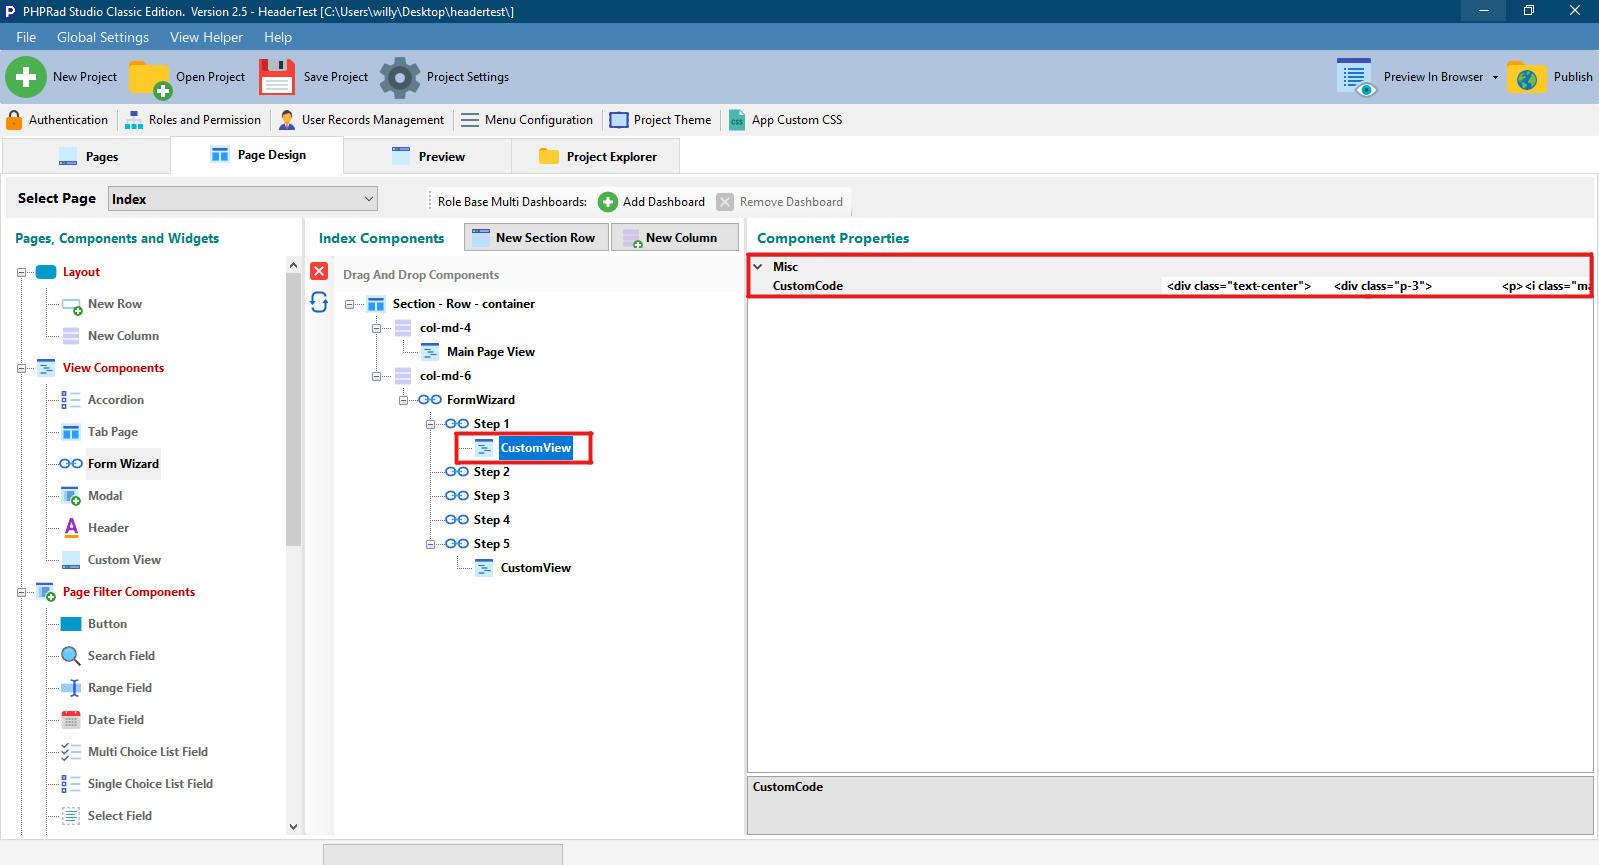 PHPRad Studio Classic Edition. Version 2.5 - HeaderTest [C:\Users\willy\Desktop\headertest\]
File Global Settings View Helper Help
New Project Open Project Save Project Project Settings Preview In Browser Publish
Authentication Roles and Permission User Records Management Menu Configuration Project Theme App Custom CSS
Pages Page Design Preview Project Explorer
Select Page Index Role Base Multi Dashboards: Add Dashboard Remove Dashboard
Pages, Components and Widgets
Layout
New Row
New Column
View Components
Accordion
Tab Page
Form Wizard
Modal
Header
Custom View
Page Filter Components
Button
Search Field
Range Field
Date Field
Multi Choice List Field
Single Choice List Field
Select Field
Index Components New Section Row New Column
Drag And Drop Components
Section - Row - container
col-md-4
Main Page View
col-md-6
FormWizard
Step 1
CustomView
Step 2
Step 3
Step 4
Step 5
CustomView
Component Properties
Misc
CustomCode <div class="text-center"> <div class="p-3"> <p><i class="ma
CustomCode